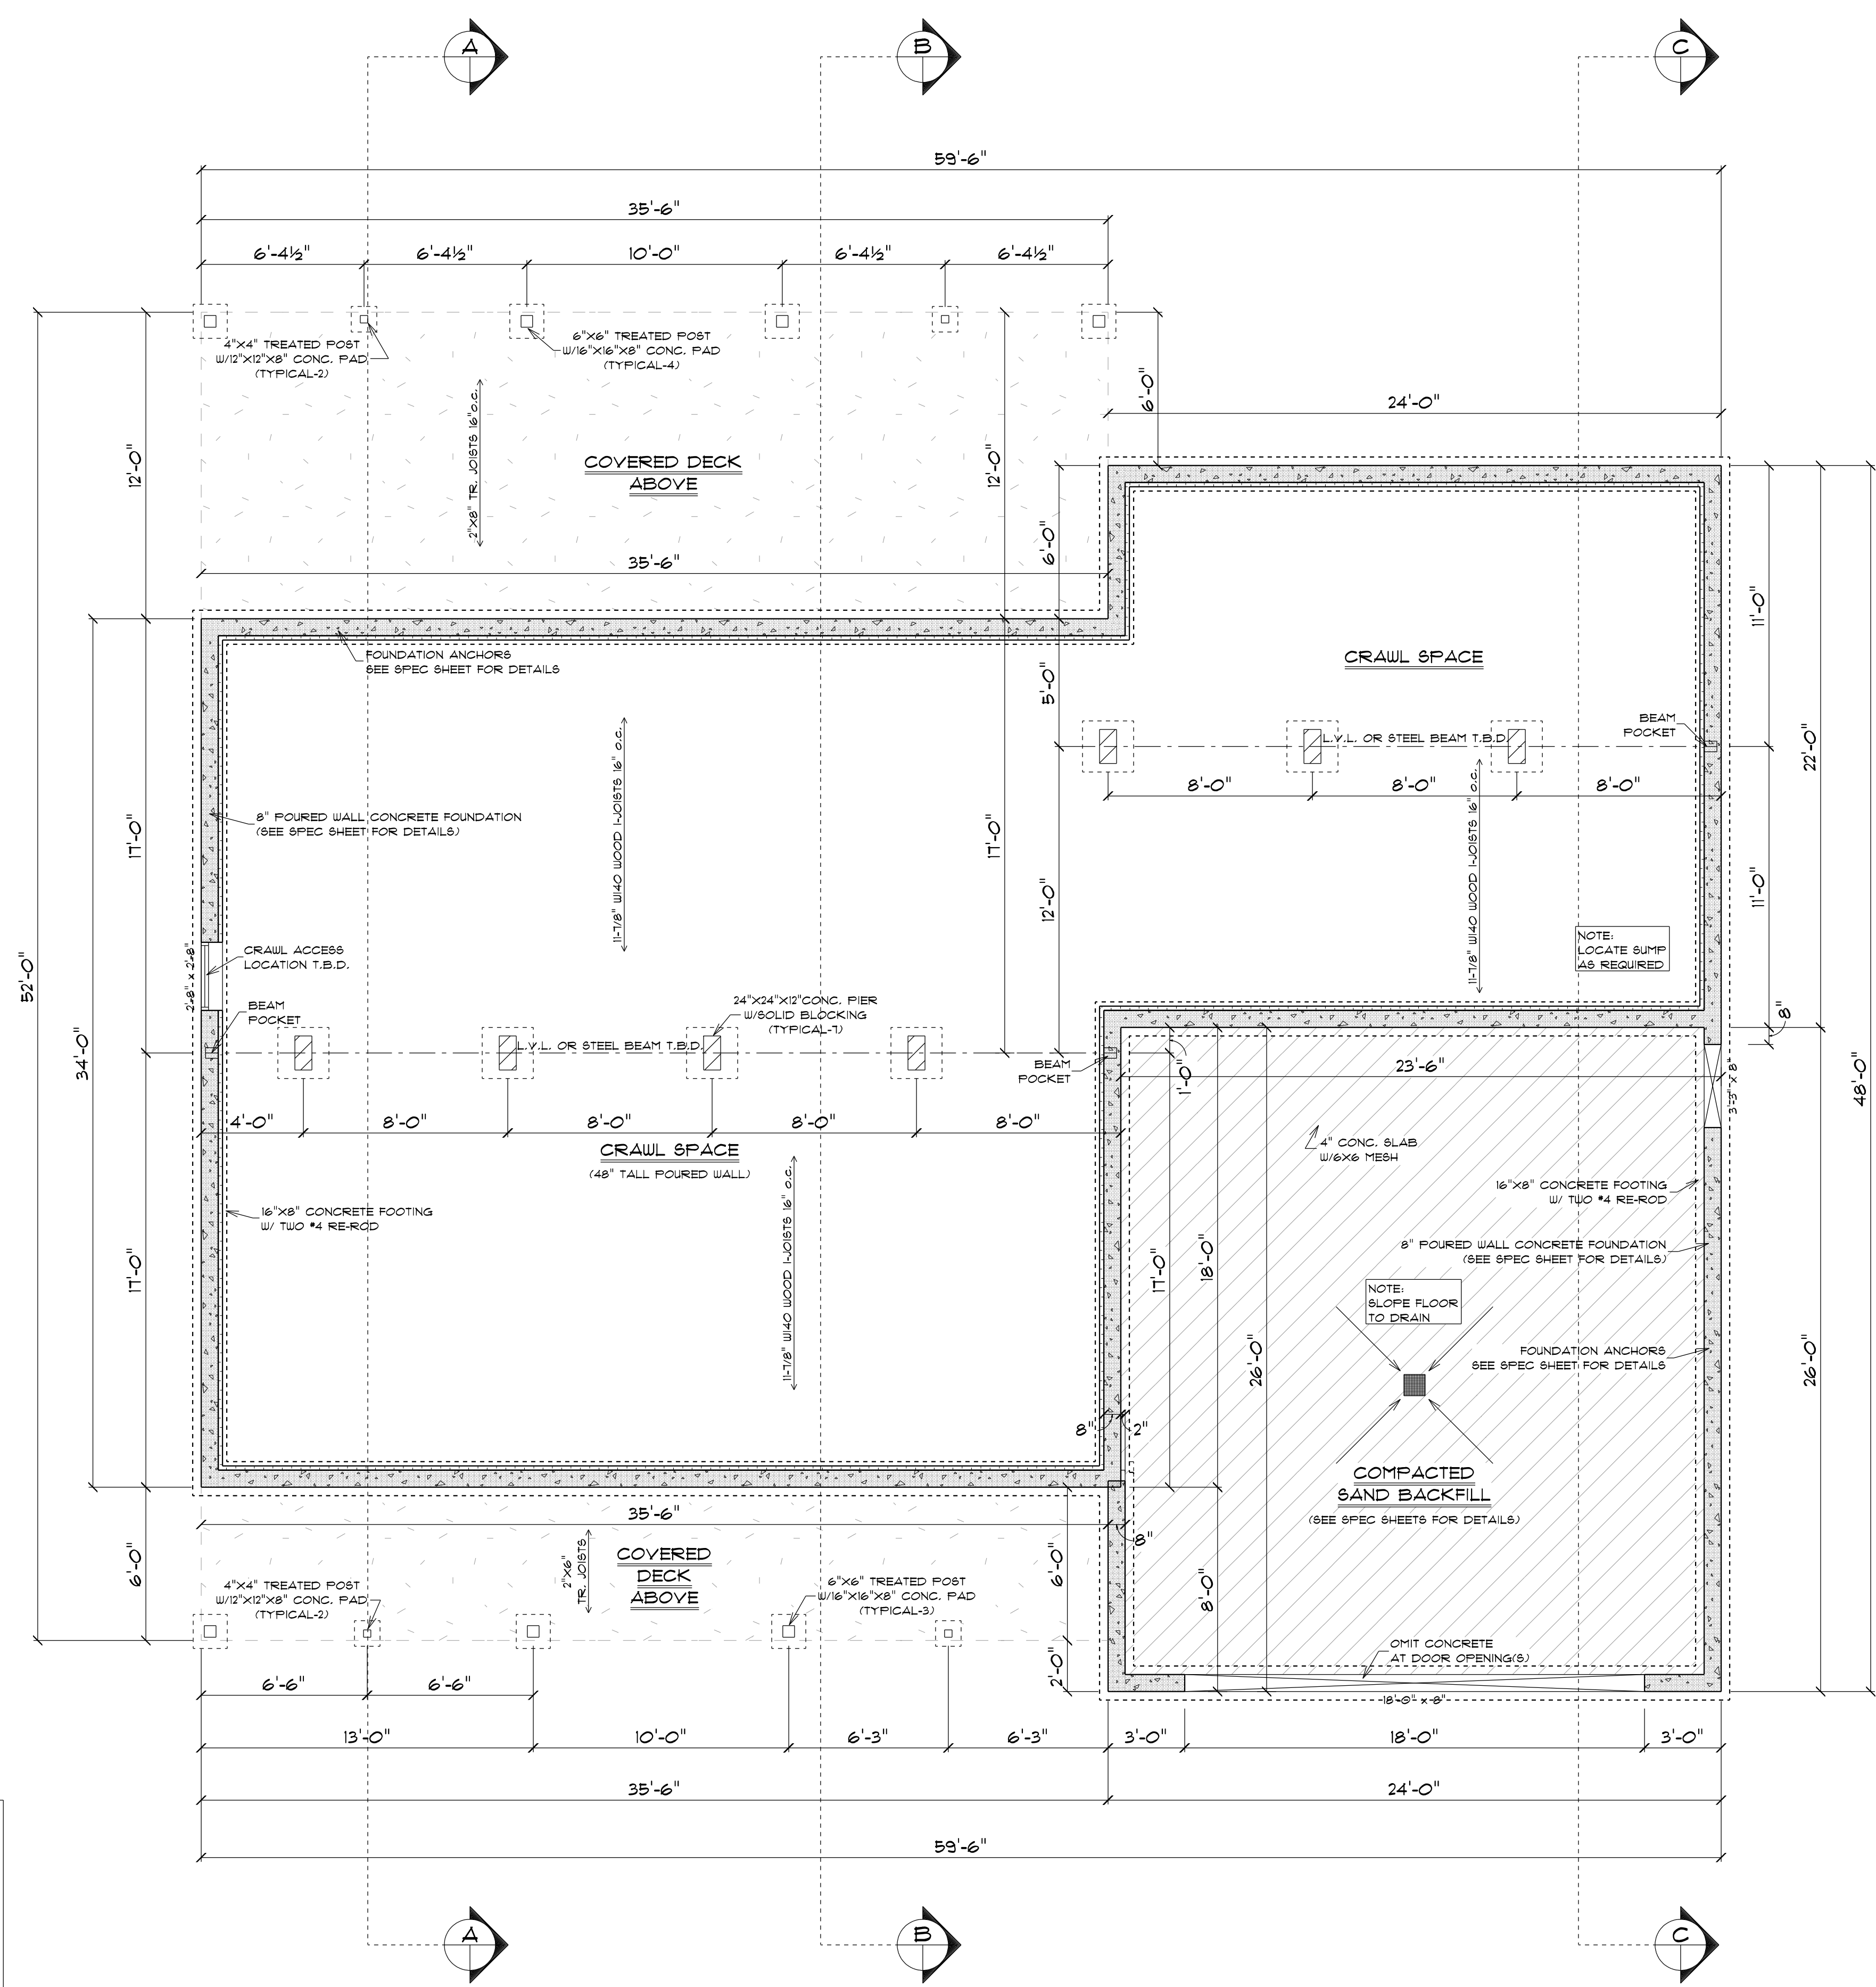 A
B
C
59'-6"
35'-6"
6'-4½"
6'-4½"
10'-0"
6'-4½"
6'-4½"
4"X4" TREATED POST
W/12"X12"X8" CONC. PAD
(TYPICAL-2)
6"X6" TREATED POST
W/16"X16"X8" CONC. PAD
(TYPICAL-4)
6'-0"
24'-0"
2"X8" TR. JOISTS 16"o.c.
COVERED DECK
ABOVE
12'-0"
12'-0"
6'-0"
35'-6"
11'-0"
FOUNDATION ANCHORS
SEE SPEC SHEET FOR DETAILS
CRAWL SPACE
5'-0"
BEAM
POCKET
L.V.L. OR STEEL BEAM T.B.D.
22'-0"
8'-0"
8'-0"
8'-0"
11-7/8" WI40 WOOD I-JOISTS 16" o.c.
17'-0"
8" POURED WALL CONCRETE FOUNDATION
(SEE SPEC SHEET FOR DETAILS)
17'-0"
11-7/8" WI40 WOOD I-JOISTS 16" o.c.
12'-0"
11'-0"
NOTE:
LOCATE SUMP
AS REQUIRED
CRAWL ACCESS
LOCATION T.B.D.
2'-8" x 2'-8"
52'-0"
BEAM
POCKET
24"X24"X12"CONC. PIER
W/SOLID BLOCKING
(TYPICAL-7)
8"
34'-0"
L.V.L. OR STEEL BEAM T.B.D.
BEAM
POCKET
1'-0"
23'-6"
3'-3" x 8"
48'-0"
4'-0"
8'-0"
8'-0"
8'-0"
8'-0"
CRAWL SPACE
(48" TALL POURED WALL)
4" CONC. SLAB
W/6X6 MESH
16"X8" CONCRETE FOOTING
W/ TWO #4 RE-ROD
16"X8" CONCRETE FOOTING
W/ TWO #4 RE-ROD
8" POURED WALL CONCRETE FOUNDATION
(SEE SPEC SHEET FOR DETAILS)
17'-0"
11-7/8" WI40 WOOD I-JOISTS 16" o.c.
17'-0"
18'-0"
26'-0"
NOTE:
SLOPE FLOOR
TO DRAIN
FOUNDATION ANCHORS
SEE SPEC SHEET FOR DETAILS
26'-0"
8"
2"
COMPACTED
SAND BACKFILL
(SEE SPEC SHEETS FOR DETAILS)
35'-6"
8"
6'-0"
2"X6"
TR. JOISTS
COVERED
DECK
ABOVE
6'-0"
8'-0"
4"X4" TREATED POST
W/12"X12"X8" CONC. PAD
(TYPICAL-2)
6"X6" TREATED POST
W/16"X16"X8" CONC. PAD
(TYPICAL-3)
OMIT CONCRETE
AT DOOR OPENING(S)
2'-0"
18'-0" x 8"
6'-6"
6'-6"
13'-0"
10'-0"
6'-3"
6'-3"
3'-0"
18'-0"
3'-0"
35'-6"
24'-0"
59'-6"
A
B
C